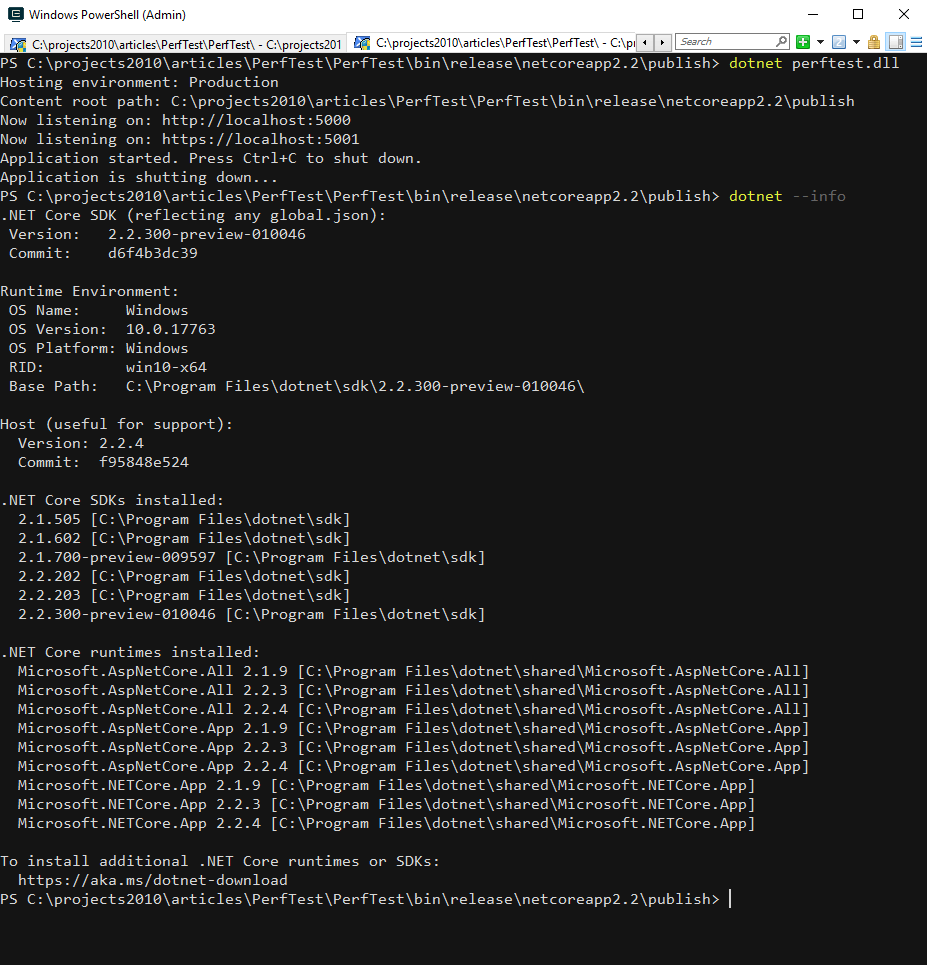 Windows PowerShell (Admin)
C:\projects2010\articles\PerfTest\PerfTest\ - C:\projects201
C:\projects2010\articles\PerfTest\PerfTest\ - C:\pr
Search
PS C:\projects2010\articles\PerfTest\PerfTest\bin\release\netcoreapp2.2\publish> dotnet perftest.dll
Hosting environment: Production
Content root path: C:\projects2010\articles\PerfTest\PerfTest\bin\release\netcoreapp2.2\publish
Now listening on: http://localhost:5000
Now listening on: https://localhost:5001
Application started. Press Ctrl+C to shut down.
Application is shutting down...
PS C:\projects2010\articles\PerfTest\PerfTest\bin\release\netcoreapp2.2\publish> dotnet --info
.NET Core SDK (reflecting any global.json):
 Version:   2.2.300-preview-010046
 Commit:    d6f4b3dc39

Runtime Environment:
 OS Name:     Windows
 OS Version:  10.0.17763
 OS Platform: Windows
 RID:         win10-x64
 Base Path:   C:\Program Files\dotnet\sdk\2.2.300-preview-010046\

Host (useful for support):
  Version: 2.2.4
  Commit:  f95848e524

.NET Core SDKs installed:
  2.1.505 [C:\Program Files\dotnet\sdk]
  2.1.602 [C:\Program Files\dotnet\sdk]
  2.1.700-preview-009597 [C:\Program Files\dotnet\sdk]
  2.2.202 [C:\Program Files\dotnet\sdk]
  2.2.203 [C:\Program Files\dotnet\sdk]
  2.2.300-preview-010046 [C:\Program Files\dotnet\sdk]

.NET Core runtimes installed:
  Microsoft.AspNetCore.All 2.1.9 [C:\Program Files\dotnet\shared\Microsoft.AspNetCore.All]
  Microsoft.AspNetCore.All 2.2.3 [C:\Program Files\dotnet\shared\Microsoft.AspNetCore.All]
  Microsoft.AspNetCore.All 2.2.4 [C:\Program Files\dotnet\shared\Microsoft.AspNetCore.All]
  Microsoft.AspNetCore.App 2.1.9 [C:\Program Files\dotnet\shared\Microsoft.AspNetCore.App]
  Microsoft.AspNetCore.App 2.2.3 [C:\Program Files\dotnet\shared\Microsoft.AspNetCore.App]
  Microsoft.AspNetCore.App 2.2.4 [C:\Program Files\dotnet\shared\Microsoft.AspNetCore.App]
  Microsoft.NETCore.App 2.1.9 [C:\Program Files\dotnet\shared\Microsoft.NETCore.App]
  Microsoft.NETCore.App 2.2.3 [C:\Program Files\dotnet\shared\Microsoft.NETCore.App]
  Microsoft.NETCore.App 2.2.4 [C:\Program Files\dotnet\shared\Microsoft.NETCore.App]

To install additional .NET Core runtimes or SDKs:
  https://aka.ms/dotnet-download
PS C:\projects2010\articles\PerfTest\PerfTest\bin\release\netcoreapp2.2\publish>